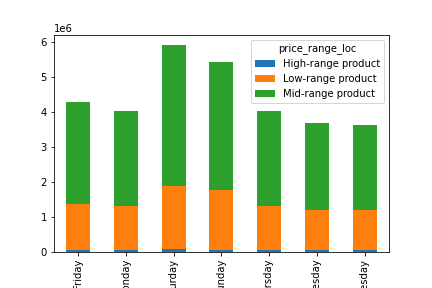 1e6
price_range_loc
High-range product
Low-range product
Mid-range product
6
5
4
3
2
1
0
Friday
onday
urday
unday
rsday
esday
esday